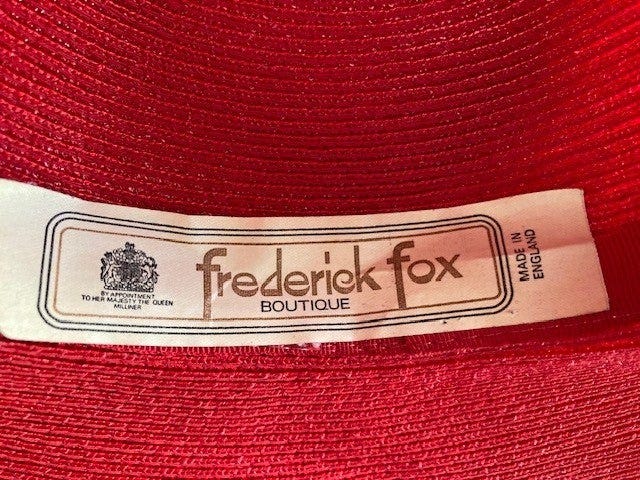 BY APPOINTMENT
TO HER MAJESTY THE QUEEN
MILLINER
frederick fox
BOUTIQUE
MADE IN
ENGLAND